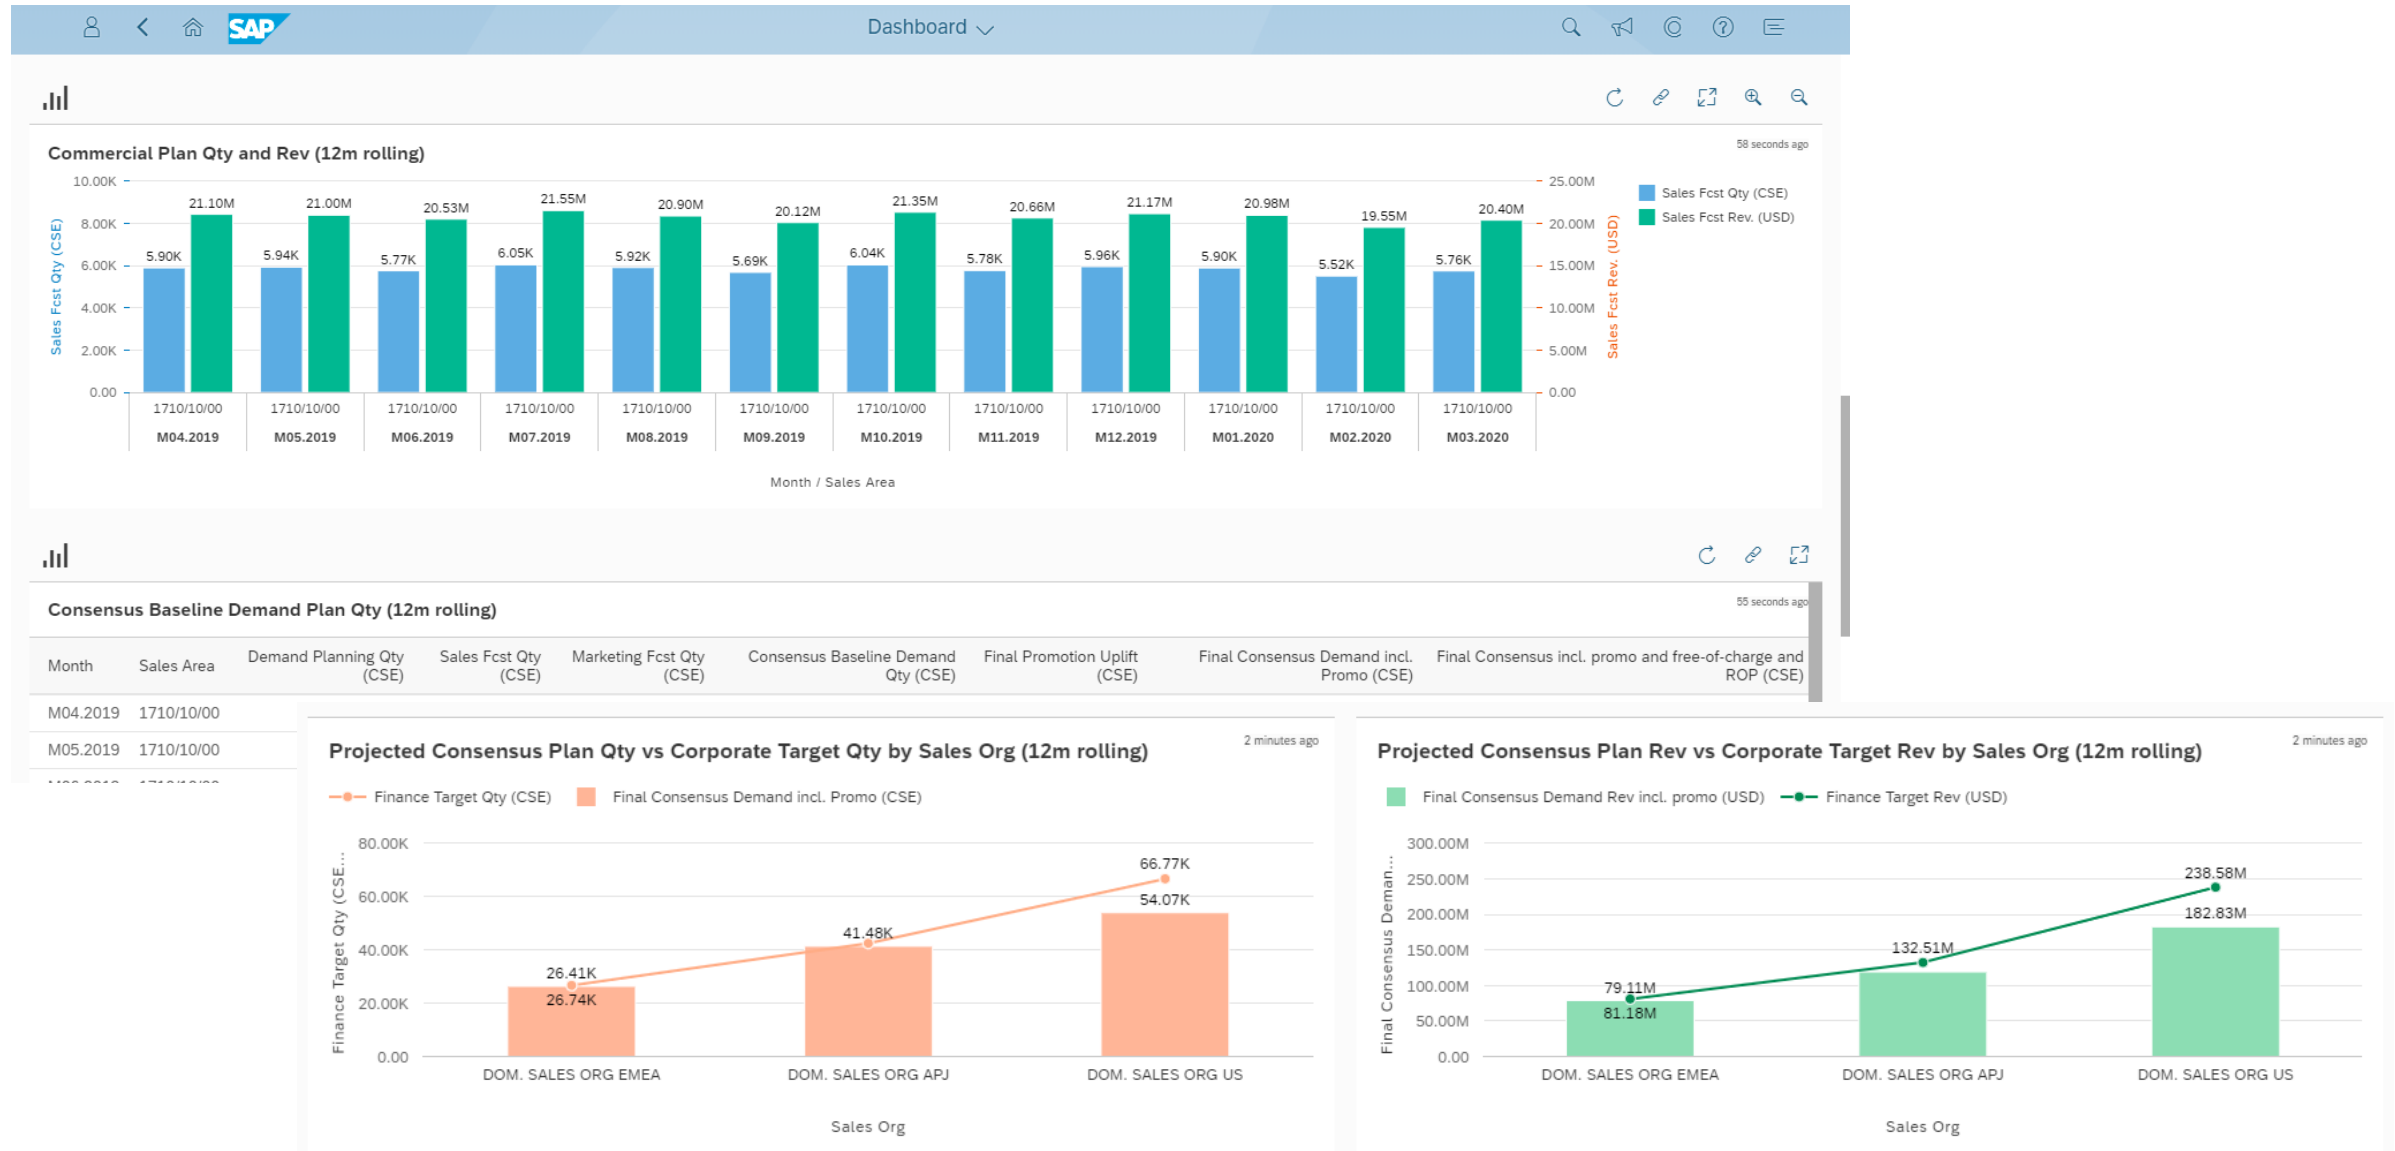 SAP
Dashboard
Commercial Plan Qty and Rev (12m rolling)
58 seconds ago
Sales Fcst Qty (CSE)
10.00K
8.00K
6.00K
4.00K
2.00K
0.00
21.10M
21.00M
20.53M
21.55M
20.90M
20.12M
21.35M
20.66M
21.17M
20.98M
19.55M
20.40M
5.90K
5.94K
5.77K
6.05K
5.92K
5.69K
6.04K
5.78K
5.96K
5.90K
5.52K
5.76K
25.00M
20.00M
15.00M
10.00M
5.00M
0.00
Sales Fcst Rev. (USD)
Sales Fcst Qty (CSE)
Sales Fcst Rev. (USD)
1710/10/00 1710/10/00 1710/10/00 1710/10/00 1710/10/00 1710/10/00 1710/10/00 1710/10/00 1710/10/00 1710/10/00 1710/10/00 1710/10/00
M04.2019 M05.2019 M06.2019 M07.2019 M08.2019 M09.2019 M10.2019 M11.2019 M12.2019 M01.2020 M02.2020 M03.2020
Month / Sales Area
Consensus Baseline Demand Plan Qty (12m rolling)
55 seconds ago
Month
Sales Area
Demand Planning Qty
(CSE)
Sales Fcst Qty
(CSE)
Marketing Fcst Qty
(CSE)
Consensus Baseline Demand
Qty (CSE)
Final Promotion Uplift
(CSE)
Final Consensus Demand incl.
Promo (CSE)
Final Consensus incl. promo and free-of-charge and
ROP (CSE)
M04.2019 1710/10/00
M05.2019 1710/10/00
Projected Consensus Plan Qty vs Corporate Target Qty by Sales Org (12m rolling)
2 minutes ago
Finance Target Qty (CSE)
Final Consensus Demand incl. Promo (CSE)
Finance Target Qty (CSE...
80.00K
60.00K
40.00K
20.00K
0.00
26.41K
26.74K
41.48K
66.77K
54.07K
DOM. SALES ORG EMEA
DOM. SALES ORG APJ
DOM. SALES ORG US
Sales Org
Projected Consensus Plan Rev vs Corporate Target Rev by Sales Org (12m rolling)
2 minutes ago
Final Consensus Demand Rev incl. promo (USD)
Finance Target Rev (USD)
Final Consensus Deman...
300.00M
250.00M
200.00M
150.00M
100.00M
50.00M
0.00
79.11M
81.18M
132.51M
238.58M
182.83M
DOM. SALES ORG EMEA
DOM. SALES ORG APJ
DOM. SALES ORG US
Sales Org